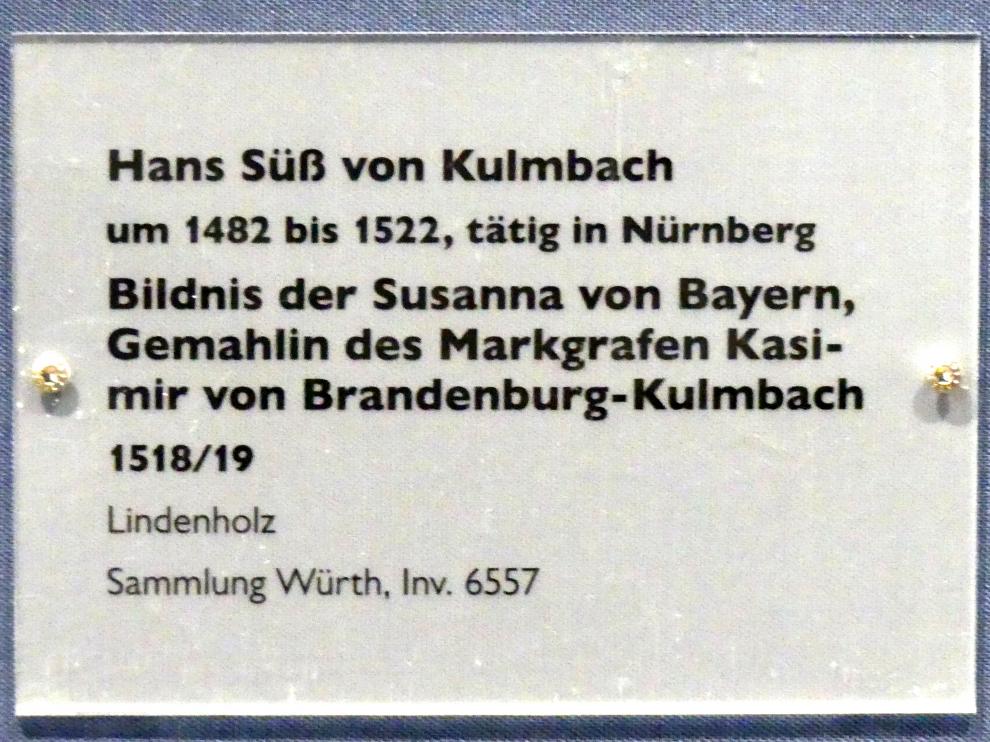 Hans Süß von Kulmbach
um 1482 bis 1522, tätig in Nürnberg
Bildnis der Susanna von Bayern,
Gemahlin des Markgrafen Kasi-
mir von Brandenburg-Kulmbach
1518/19
Lindenholz
Sammlung Würth, Inv. 6557